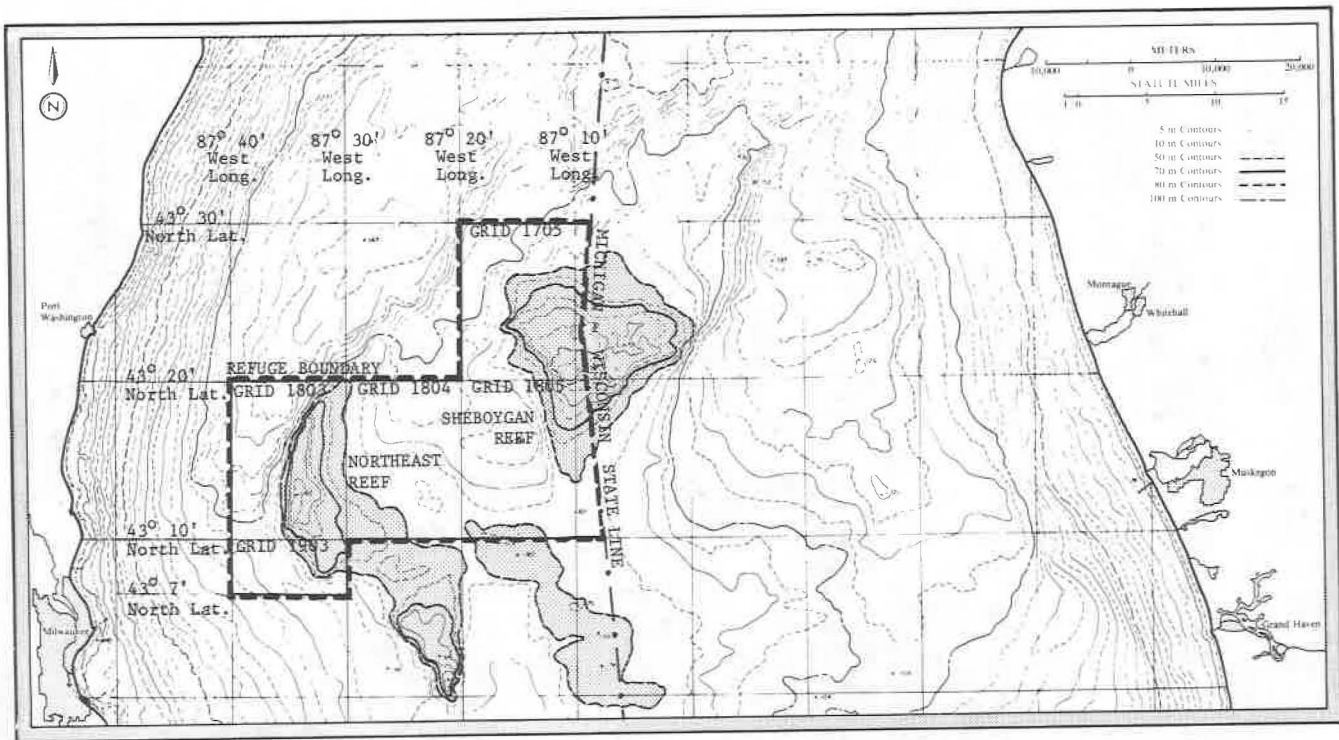 METERS
10,000 0 10,000 20,000
STATUTE MILES
1 0 5 10 15
5 m Contours
10 m Contours
50 m Contours
70 m Contours
80 m Contours
100 m Contours
N
87° 40'
West
Long.
87° 30'
West
Long.
87° 20'
West
Long.
87° 10'
West
Long.
43° 30'
North Lat.
GRID 1705
MICHIGAN
WISCONSIN
STATE LINE
Port
Washington
Montague
Whitehall
REFUGE BOUNDARY
43° 20'
North Lat.
GRID 1803
GRID 1804
GRID 1805
SHEBOYGAN
REEF
NORTHEAST
REEF
Muskegon
43° 10'
North Lat.
GRID 1903
43° 7'
North Lat.
Milwaukee
Grand Haven